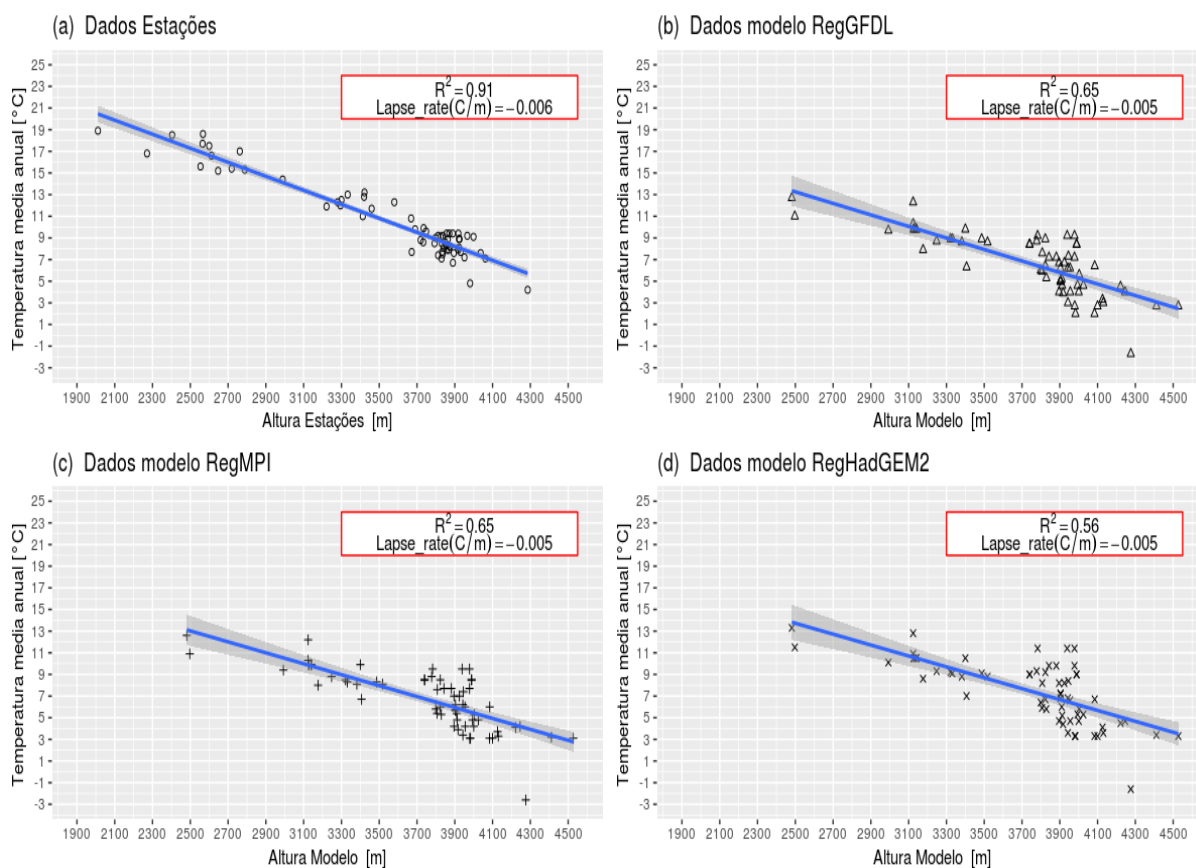 (a) Dados Estações
R² = 0.91
Lapse_rate(C/m) = −0.006
Temperatura media anual [°C]
25
23
21
19
17
15
13
11
9
7
5
3
1
-1
-3
1900 2100 2300 2500 2700 2900 3100 3300 3500 3700 3900 4100 4300 4500
Altura Estações [m]
(b) Dados modelo RegGFDL
R² = 0.65
Lapse_rate(C/m) = −0.005
Temperatura media anual [°C]
25
23
21
19
17
15
13
11
9
7
5
3
1
-1
-3
1900 2100 2300 2500 2700 2900 3100 3300 3500 3700 3900 4100 4300 4500
Altura Modelo [m]
(c) Dados modelo RegMPI
R² = 0.65
Lapse_rate(C/m) = −0.005
Temperatura media anual [°C]
25
23
21
19
17
15
13
11
9
7
5
3
1
-1
-3
1900 2100 2300 2500 2700 2900 3100 3300 3500 3700 3900 4100 4300 4500
Altura Modelo [m]
(d) Dados modelo RegHadGEM2
R² = 0.56
Lapse_rate(C/m) = −0.005
Temperatura media anual [°C]
25
23
21
19
17
15
13
11
9
7
5
3
1
-1
-3
1900 2100 2300 2500 2700 2900 3100 3300 3500 3700 3900 4100 4300 4500
Altura Modelo [m]